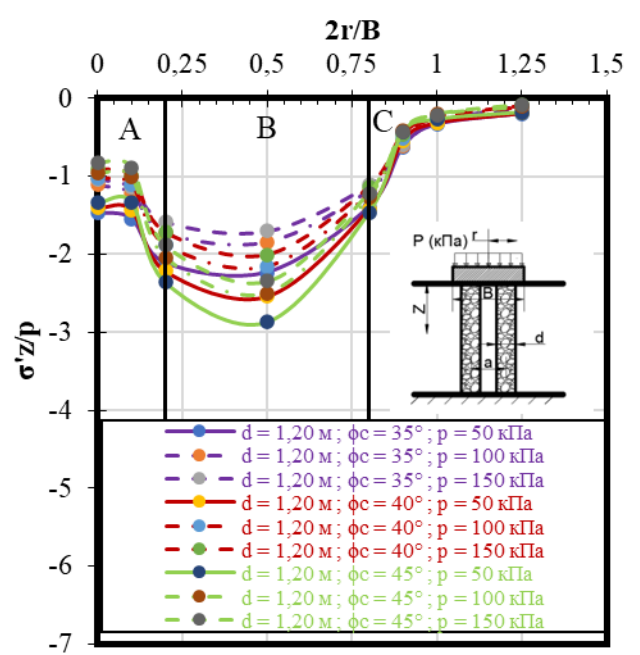 2r/B
0 0,25 0,5 0,75 1 1,25 1,5
0
-1
-2
-3
-4
-5
-6
-7
σ'z/p
A B C
r
P (кПа)
B
Z
d
a
d = 1,20 м ; ϕc = 35° ; p = 50 кПа
d = 1,20 м ; ϕc = 35° ; p = 100 кПа
d = 1,20 м ; ϕc = 35° ; p = 150 кПа
d = 1,20 м ; ϕc = 40° ; p = 50 кПа
d = 1,20 м ; ϕc = 40° ; p = 100 кПа
d = 1,20 м ; ϕc = 40° ; p = 150 кПа
d = 1,20 м ; ϕc = 45° ; p = 50 кПа
d = 1,20 м ; ϕc = 45° ; p = 100 кПа
d = 1,20 м ; ϕc = 45° ; p = 150 кПа